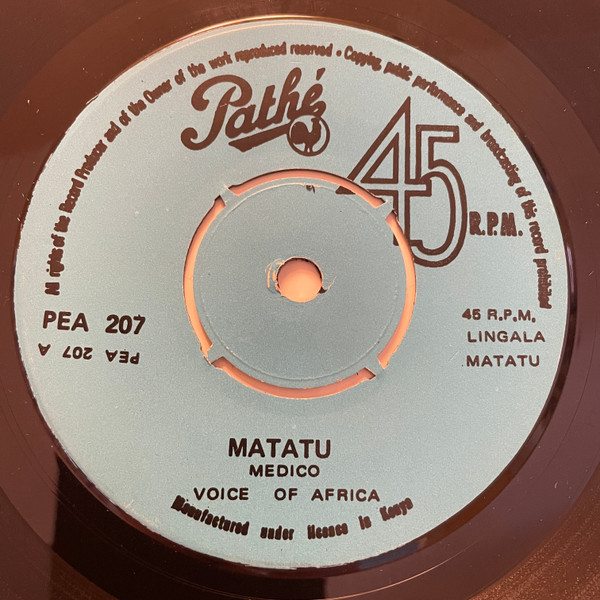 All rights of the Record Producer and of the Owner of the work reproduced reserved • Copying, public performance and broadcasting of this record prohibited
Pathé
45
R.P.M.
PEA 207
PEA 207 A
45 R.P.M.
LINGALA
MATATU
MATATU
MEDICO
VOICE OF AFRICA
Manufactured under license in Kenya